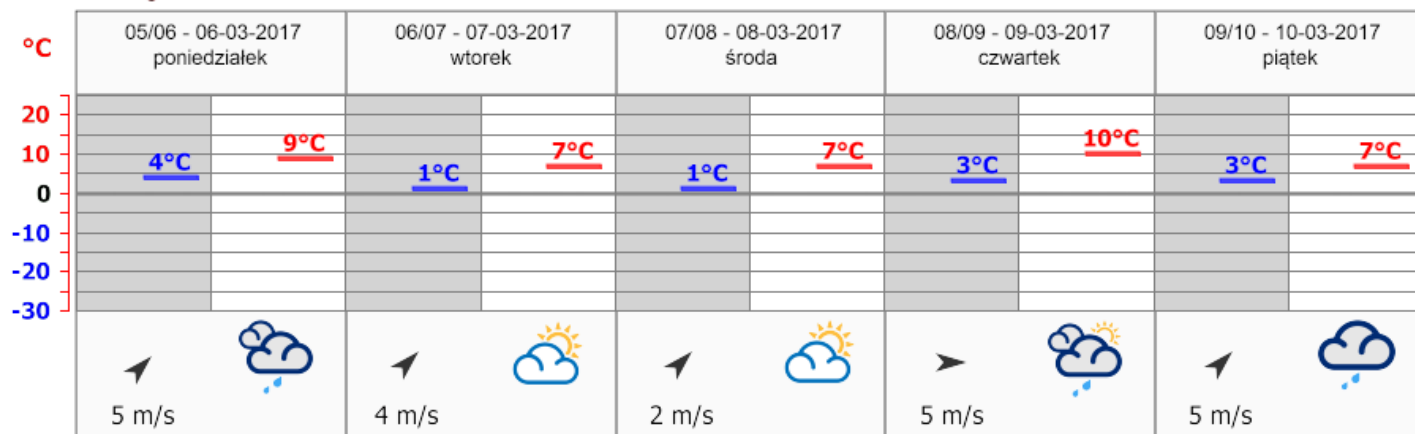 °C
05/06 - 06-03-2017
poniedziałek
06/07 - 07-03-2017
wtorek
07/08 - 08-03-2017
środa
08/09 - 09-03-2017
czwartek
09/10 - 10-03-2017
piątek
20
10
0
-10
-20
-30
4°C
9°C
1°C
7°C
1°C
7°C
3°C
10°C
3°C
7°C
5 m/s
4 m/s
2 m/s
5 m/s
5 m/s